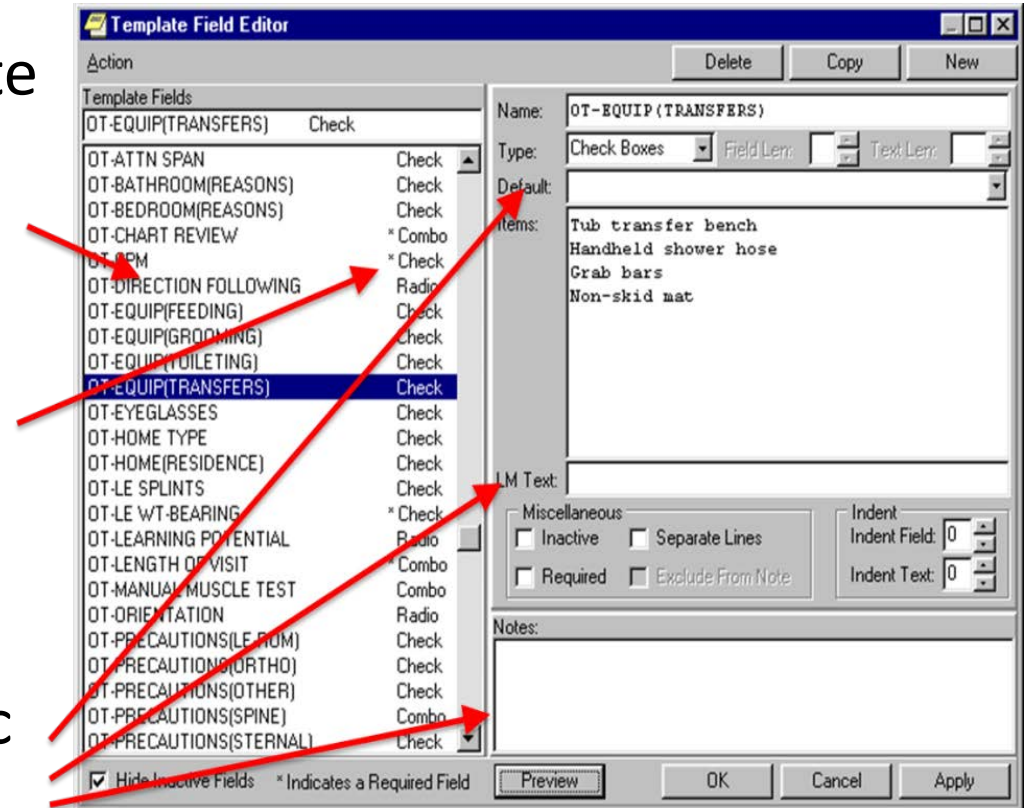 te
c
Template Field Editor
Action Delete Copy New
Template Fields
OT-EQUIP(TRANSFERS) Check
OT-ATTN SPAN Check
OT-BATHROOM(REASONS) Check
OT-BEDROOM(REASONS) Check
OT-CHART REVIEW * Combo
OT-CPM * Check
OT-DIRECTION FOLLOWING Radio
OT-EQUIP(FEEDING) Check
OT-EQUIP(GROOMING) Check
OT-EQUIP(TOILETING) Check
OT-EQUIP(TRANSFERS) Check
OT-EYEGLASSES Check
OT-HOME TYPE Check
OT-HOME(RESIDENCE) Check
OT-LE SPLINTS Check
OT-LE WT-BEARING * Check
OT-LEARNING POTENTIAL Radio
OT-LENGTH OF VISIT * Combo
OT-MANUAL MUSCLE TEST Combo
OT-ORIENTATION Radio
OT-PRECAUTIONS(LE-ROM) Check
OT-PRECAUTIONS(ORTHO) Check
OT-PRECAUTIONS(OTHER) Check
OT-PRECAUTIONS(SPINE) Combo
OT-PRECAUTIONS(STERNAL) Check
Hide Inactive Fields * Indicates a Required Field
Name: OT-EQUIP(TRANSFERS)
Type: Check Boxes Field Len: Text Len:
Default:
Items: Tub transfer bench
Handheld shower hose
Grab bars
Non-skid mat
LM Text:
Miscellaneous
Inactive Separate Lines
Required Exclude From Note
Indent
Indent Field: 0
Indent Text: 0
Notes:
Preview OK Cancel Apply